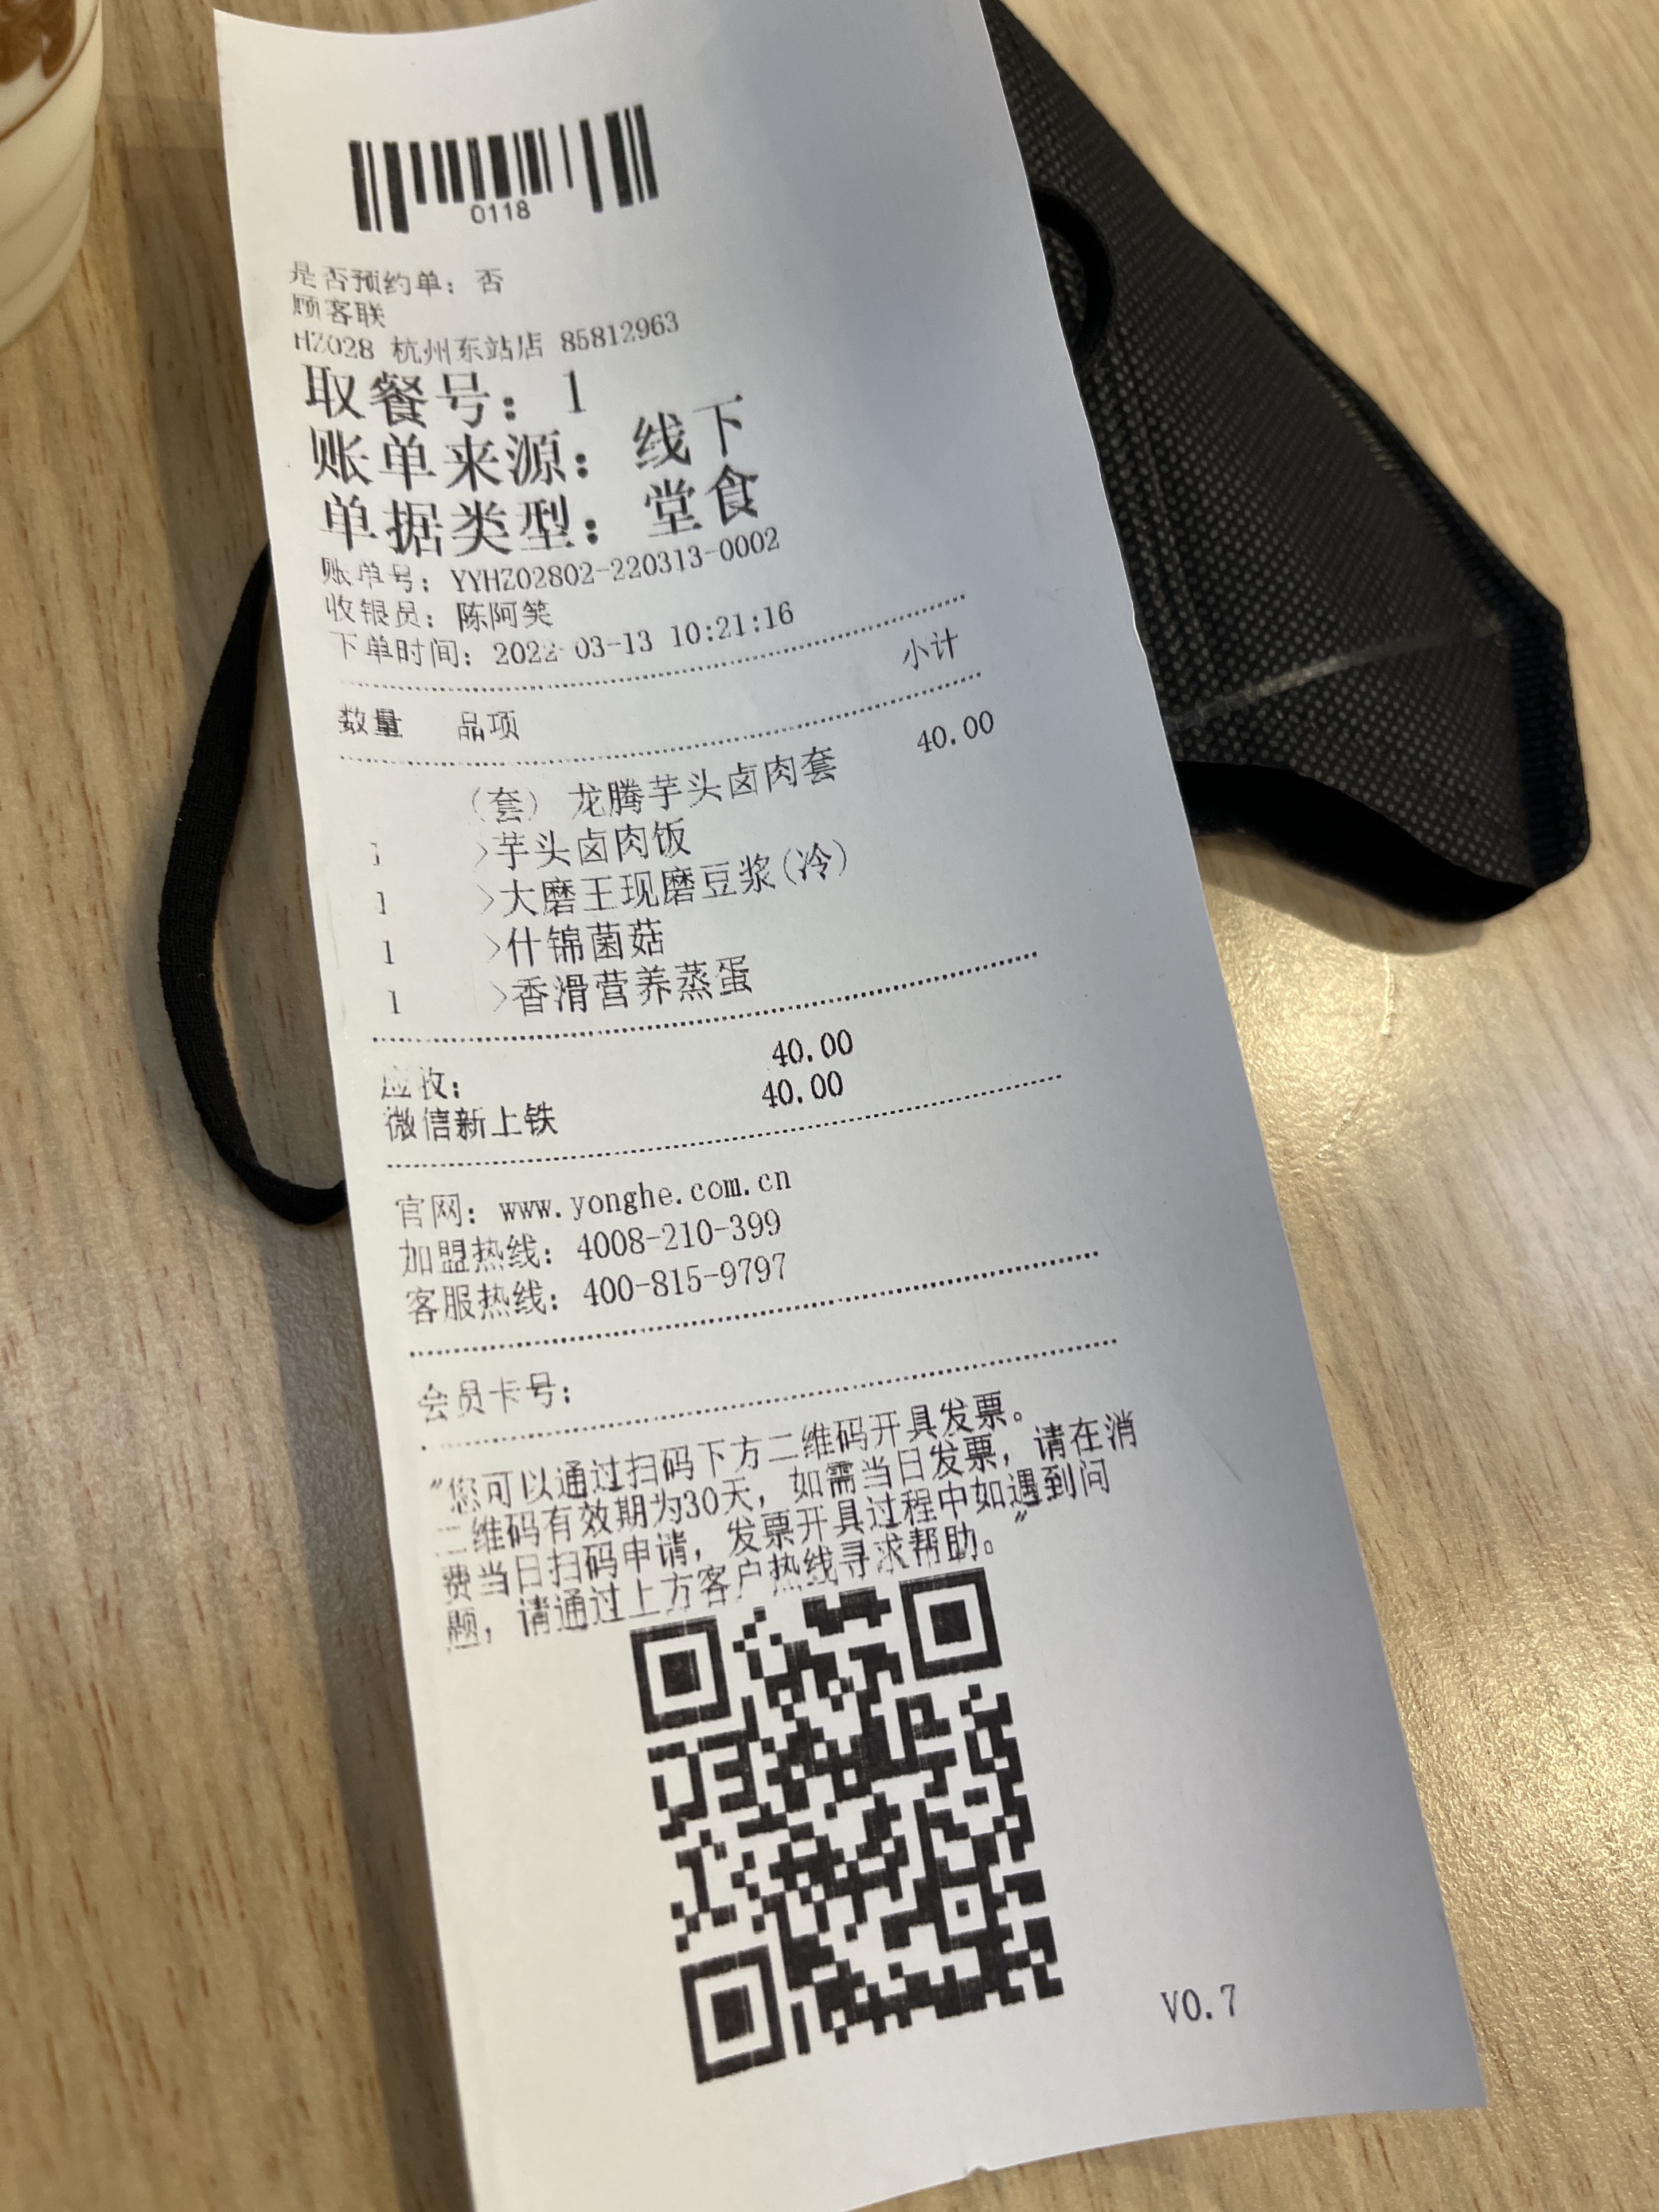 0118
是否预约单：否
顾客联
HZ028 杭州东站店 85812963
取餐号：1
账单来源：线下
单据类型：堂食
账单号：YYHZ02802-220313-0002
收银员：陈阿笑
下单时间：2022-03-13 10:21:16
数量 品项 小计
（套）龙腾芋头卤肉套 40.00
1 >芋头卤肉饭
1 >大磨王现磨豆浆(冷)
1 >什锦菌菇
1 >香滑营养蒸蛋
应收： 40.00
微信新上铁 40.00
官网：www.yonghe.com.cn
加盟热线：4008-210-399
客服热线：400-815-9797
会员卡号：
"您可以通过扫码下方二维码开具发票。
二维码有效期为30天，如需当日发票，请在消
费当日扫码申请，发票开具过程中如遇到问
题，请通过上方客户热线寻求帮助。"
V0.7